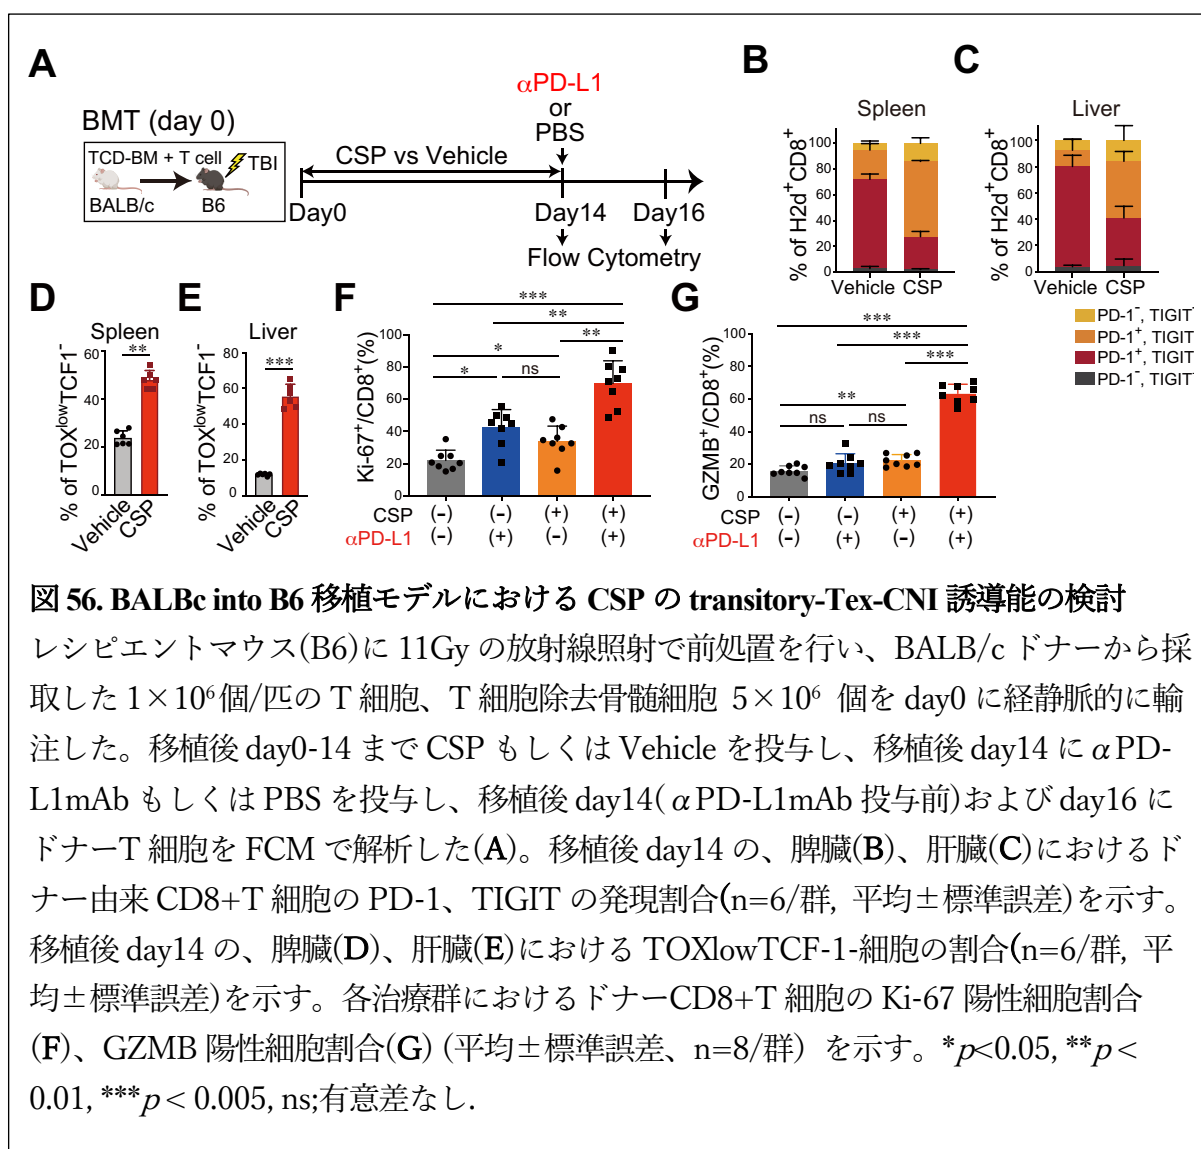 A
BMT (day 0)
TCD-BM + T cell
TBI
BALB/c
B6
αPD-L1
or
PBS
CSP vs Vehicle
Day0
Day14
Day16
Flow Cytometry
B
Spleen
% of H2d⁺CD8⁺
100
80
60
40
20
0
Vehicle CSP
C
Liver
% of H2d⁺CD8⁺
100
80
60
40
20
0
Vehicle CSP
PD-1⁻, TIGIT
PD-1⁺, TIGIT
PD-1⁺, TIGIT
PD-1⁻, TIGIT
D
Spleen
% of TOXˡᵒʷTCF1⁻
60
40
20
0
**
Vehicle
CSP
E
Liver
% of TOXˡᵒʷTCF1⁻
80
60
40
20
0
***
Vehicle
CSP
F
Ki-67⁺/CD8⁺(%)
100
80
60
40
20
0
***
**
* **
* ns
CSP (-) (-) (+) (+)
αPD-L1 (-) (+) (-) (+)
G
GZMB⁺/CD8⁺(%)
100
80
60
40
20
0
***
***
***
**
ns ns
CSP (-) (-) (+) (+)
αPD-L1 (-) (+) (-) (+)
図 56. BALBc into B6 移植モデルにおける CSP の transitory-Tex-CNI 誘導能の検討
レシピエントマウス(B6)に 11Gy の放射線照射で前処置を行い、BALB/c ドナーから採
取した 1×10⁶個/匹の T 細胞、T 細胞除去骨髄細胞 5×10⁶ 個を day0 に経静脈的に輸
注した。移植後 day0-14 まで CSP もしくは Vehicle を投与し、移植後 day14 に αPD-
L1mAb もしくは PBS を投与し、移植後 day14(αPD-L1mAb 投与前)および day16 に
ドナーT 細胞を FCM で解析した(A)。移植後 day14 の、脾臓(B)、肝臓(C)におけるド
ナー由来 CD8+T 細胞の PD-1、TIGIT の発現割合(n=6/群, 平均±標準誤差)を示す。
移植後 day14 の、脾臓(D)、肝臓(E)における TOXlowTCF-1-細胞の割合(n=6/群, 平
均±標準誤差)を示す。各治療群におけるドナーCD8+T 細胞の Ki-67 陽性細胞割合
(F)、GZMB 陽性細胞割合(G) (平均±標準誤差、n=8/群) を示す。*p<0.05, **p <
0.01, ***p < 0.005, ns;有意差なし.